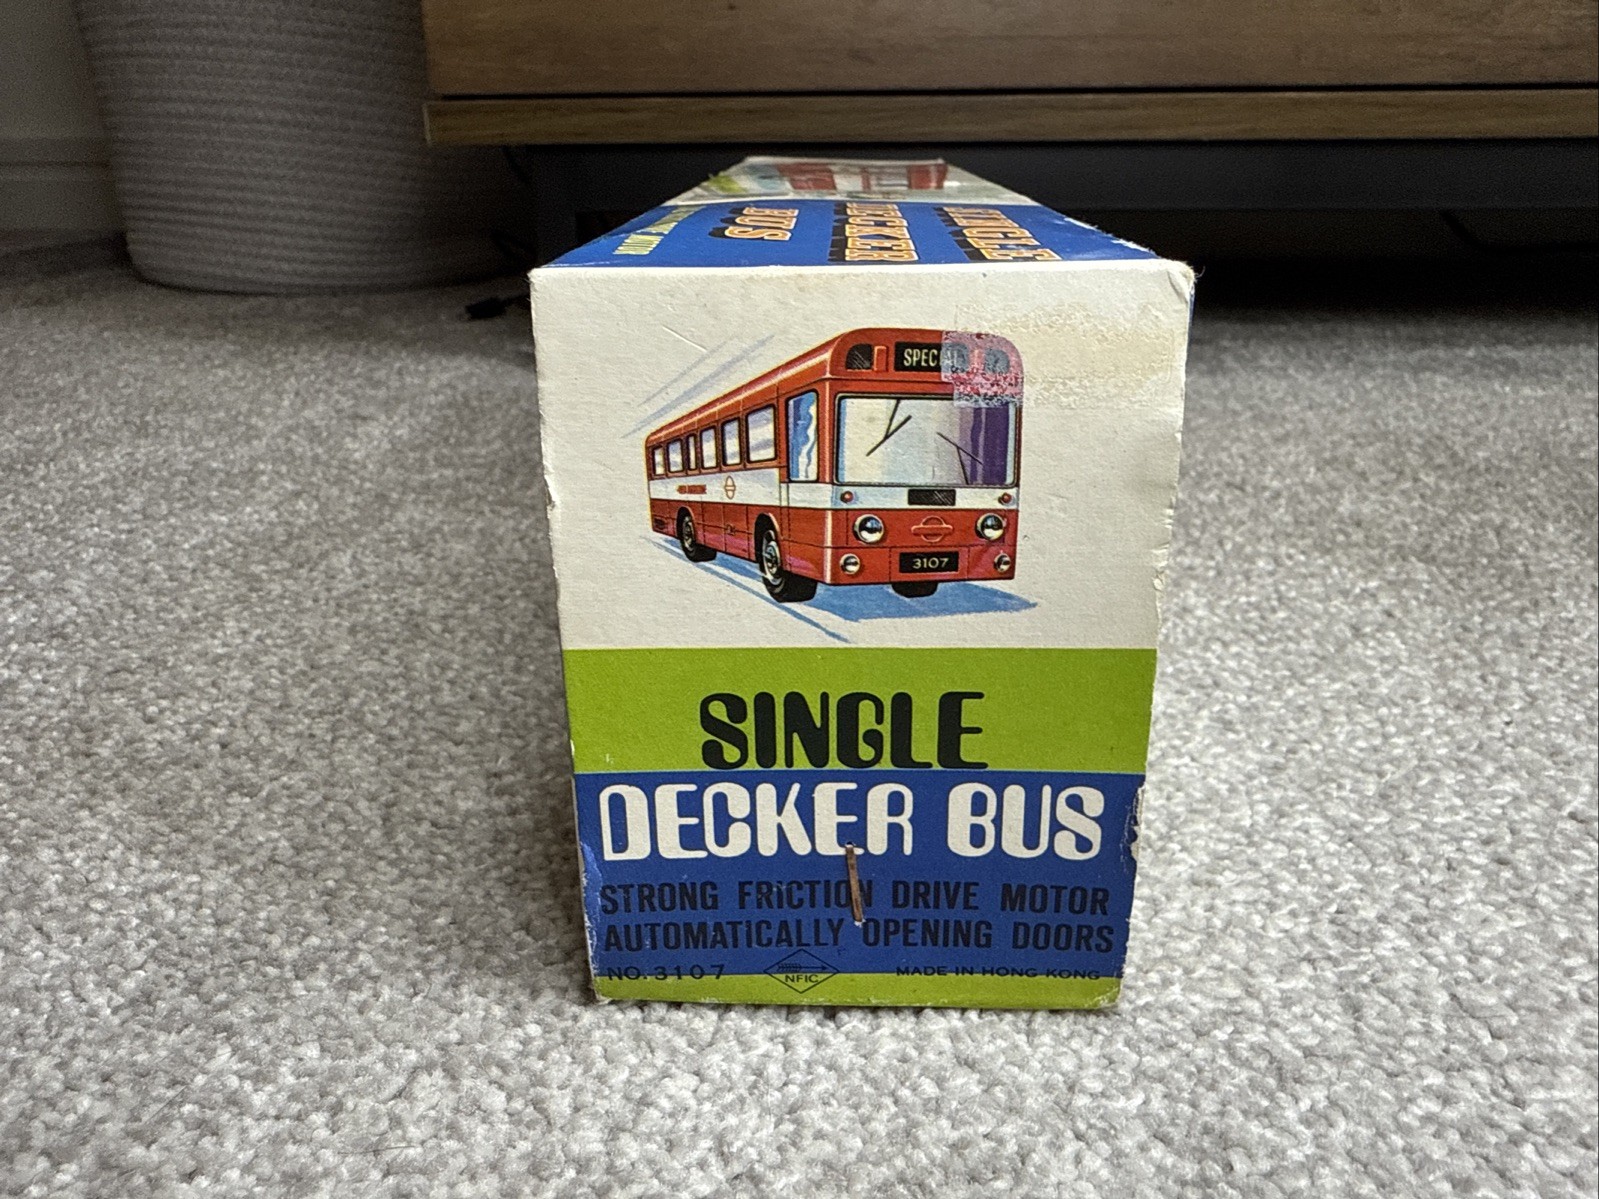 SINGLE
DECKER
BUS
SPECIAL
3107
SINGLE
DECKER BUS
STRONG FRICTION DRIVE MOTOR
AUTOMATICALLY OPENING DOORS
NO. 3107 NFIC MADE IN HONG KONG